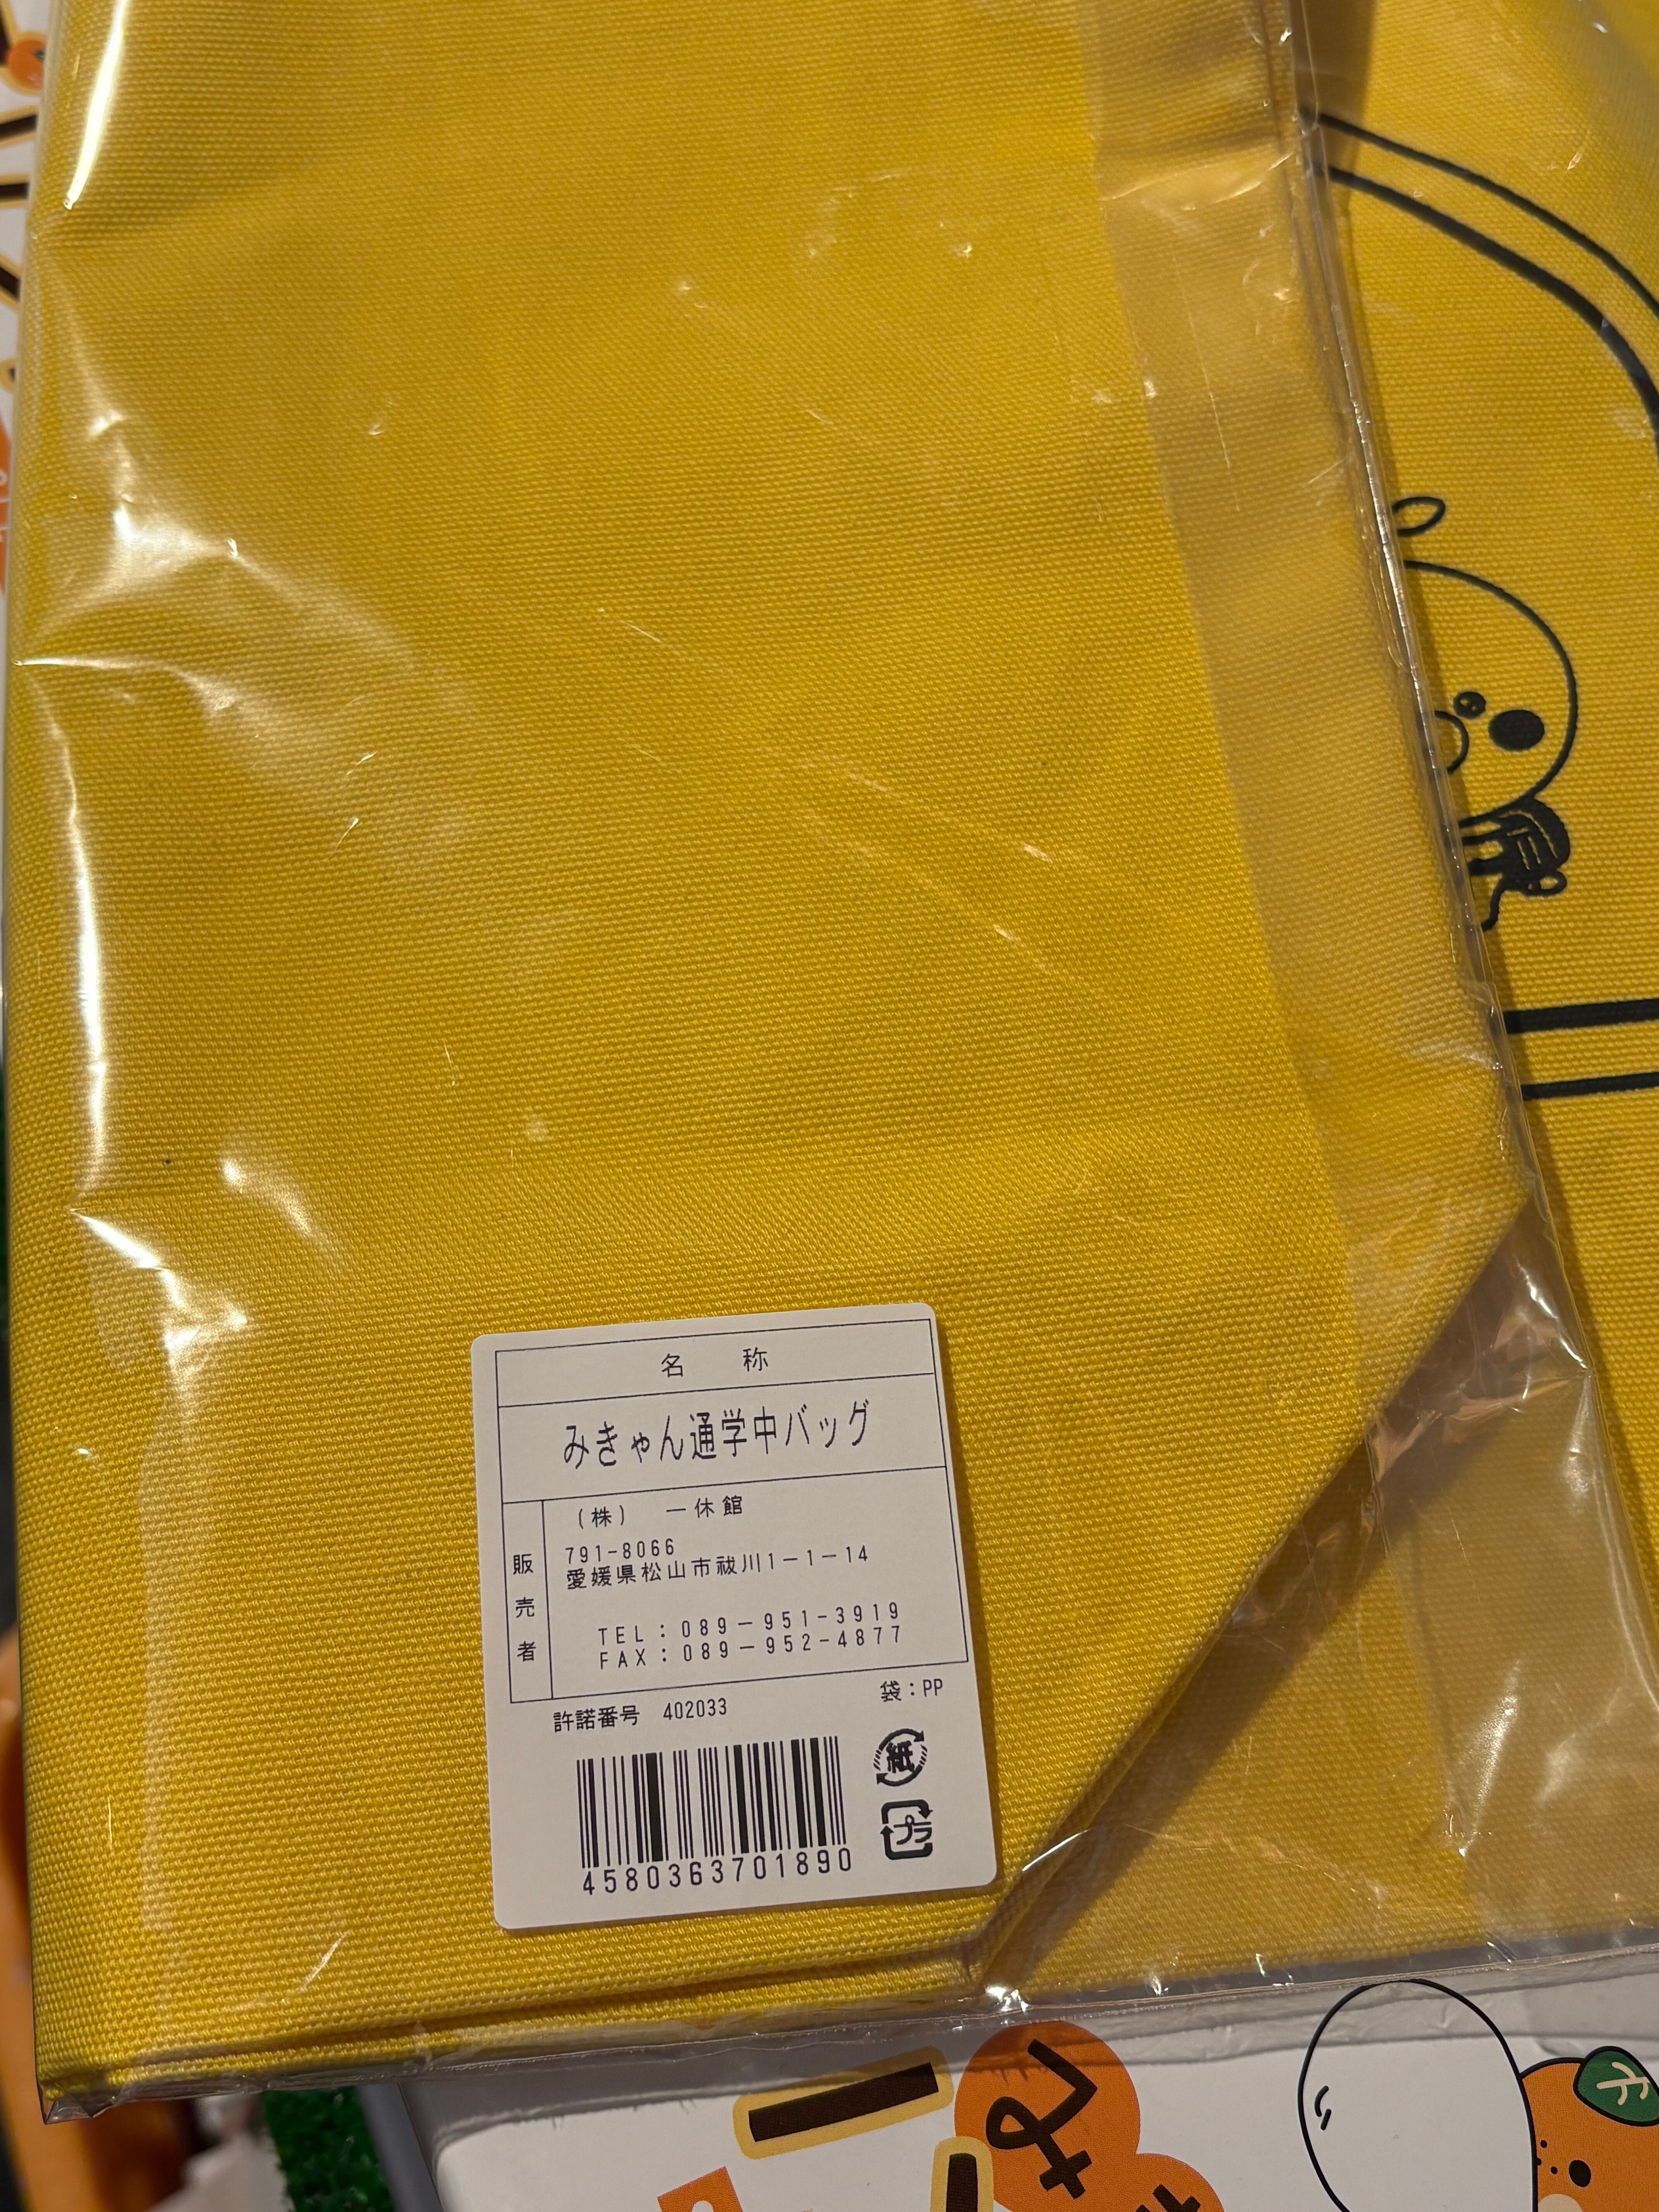 名 称
みきゃん通学中バッグ
販売者
(株) 一休館
791-8066
愛媛県松山市祓川1-1-14
TEL:089-951-3919
FAX:089-952-4877
許諾番号 402033
袋:PP
紙
プラ
4580363701890
み